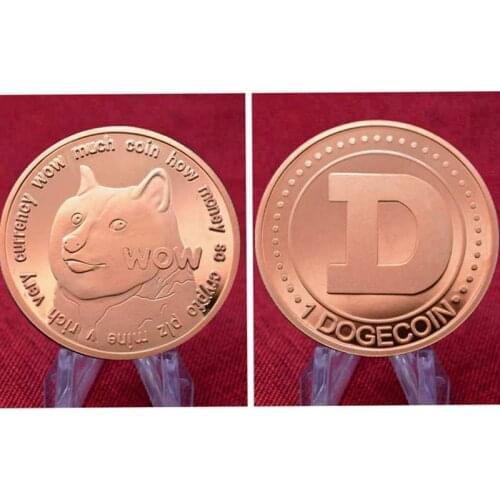 very currency wow much coin how money so crypto plz mine v rich
WOW
D
1 DOGECOIN